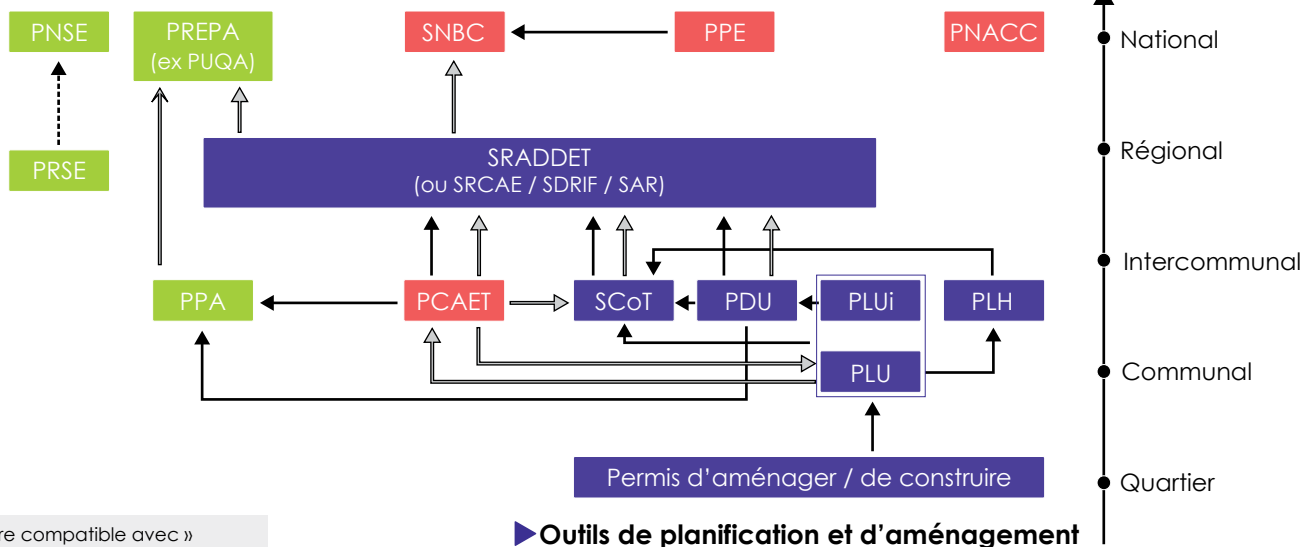 PNSE
PREPA
(ex PUQA)
SNBC
PPE
PNACC
National
PRSE
SRADDET
(ou SRCAE / SDRIF / SAR)
Régional
Intercommunal
PPA
PCAET
SCoT
PDU
PLUi
PLH
PLU
Communal
Permis d'aménager / de construire
Quartier
re compatible avec »
Outils de planification et d'aménagement